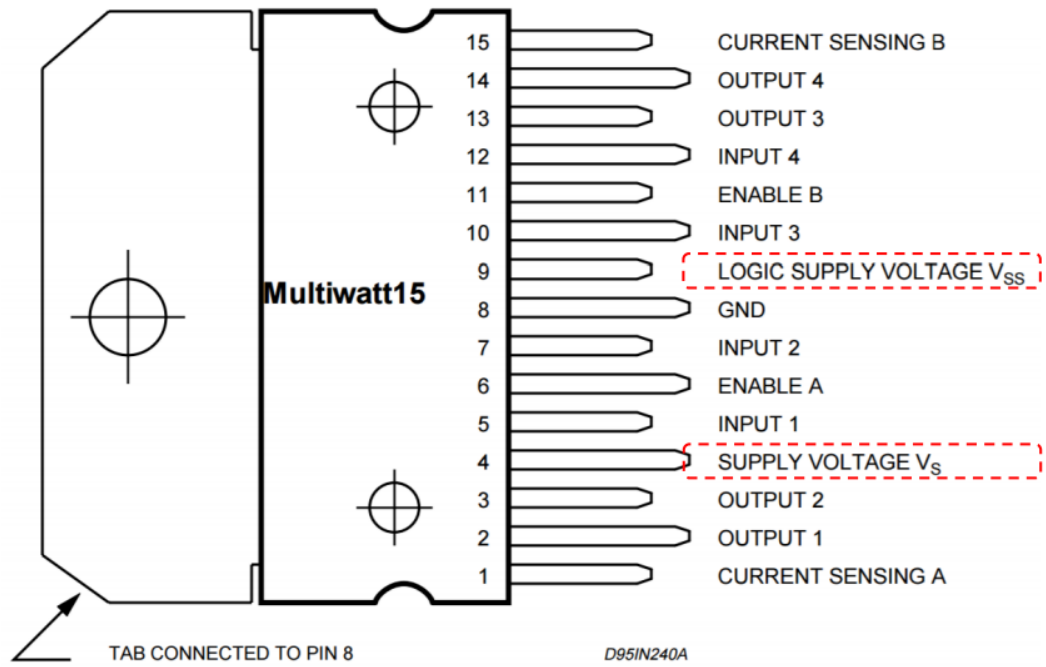 15 CURRENT SENSING B
14 OUTPUT 4
13 OUTPUT 3
12 INPUT 4
11 ENABLE B
10 INPUT 3
9 LOGIC SUPPLY VOLTAGE VSS
Multiwatt15
8 GND
7 INPUT 2
6 ENABLE A
5 INPUT 1
4 SUPPLY VOLTAGE VS
3 OUTPUT 2
2 OUTPUT 1
1 CURRENT SENSING A
TAB CONNECTED TO PIN 8
D95IN240A